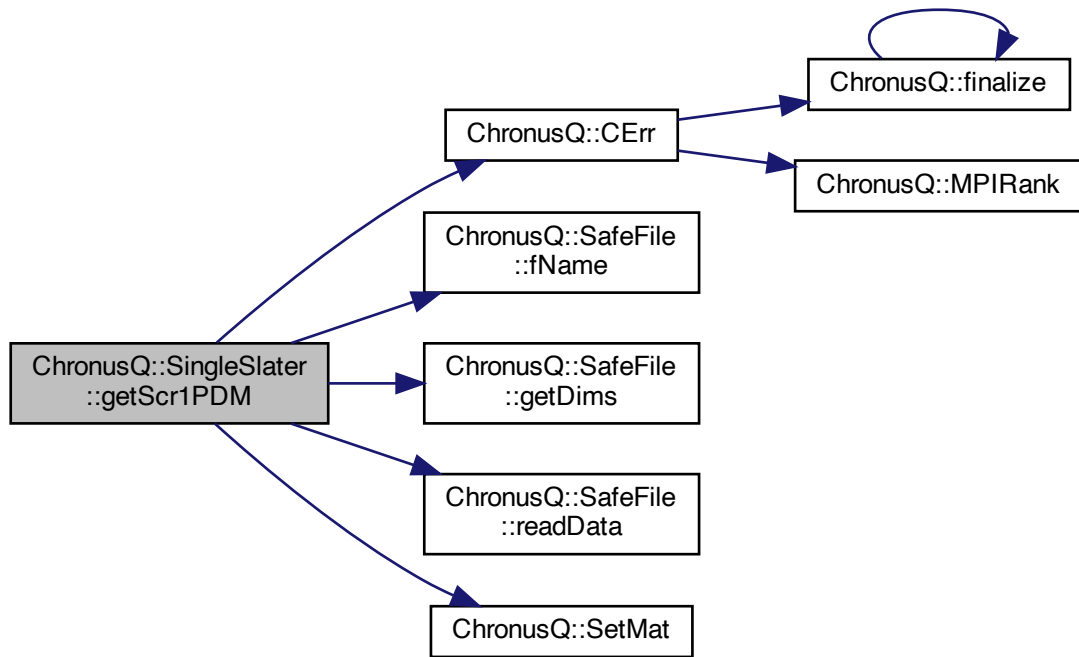 ChronusQ::SingleSlater
::getScr1PDM
ChronusQ::CErr
ChronusQ::finalize
ChronusQ::MPIRank
ChronusQ::SafeFile
::fName
ChronusQ::SafeFile
::getDims
ChronusQ::SafeFile
::readData
ChronusQ::SetMat